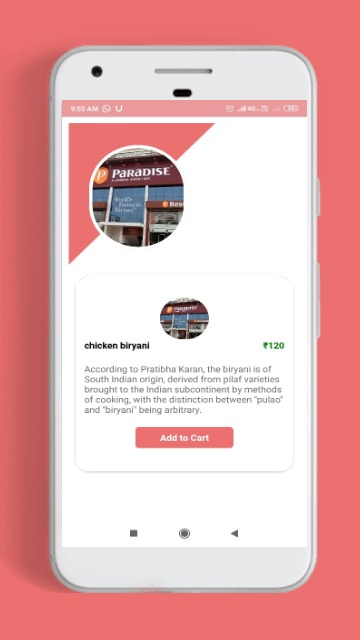 9:55 AM
4G
PARADISE
World's
Favourite
Biryani
Res
chicken biryani
₹120
According to Pratibha Karan, the biryani is of
South Indian origin, derived from pilaf varieties
brought to the Indian subcontinent by methods
of cooking, with the distinction between "pulao"
and "biryani" being arbitrary.
Add to Cart